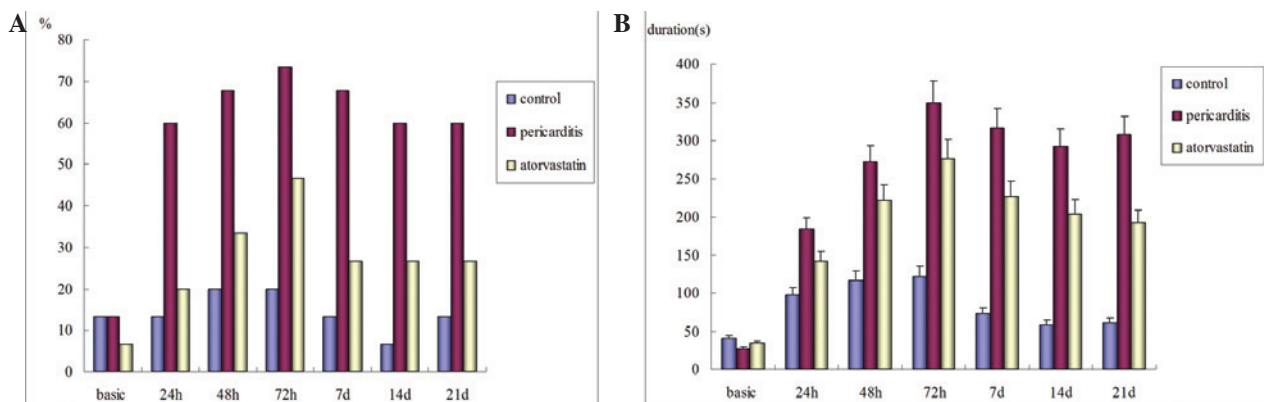 A
%
80
70
60
50
40
30
20
10
0
basic 24h 48h 72h 7d 14d 21d
control
pericarditis
atorvastatin
B
duration(s)
400
350
300
250
200
150
100
50
0
basic 24h 48h 72h 7d 14d 21d
control
pericarditis
atorvastatin